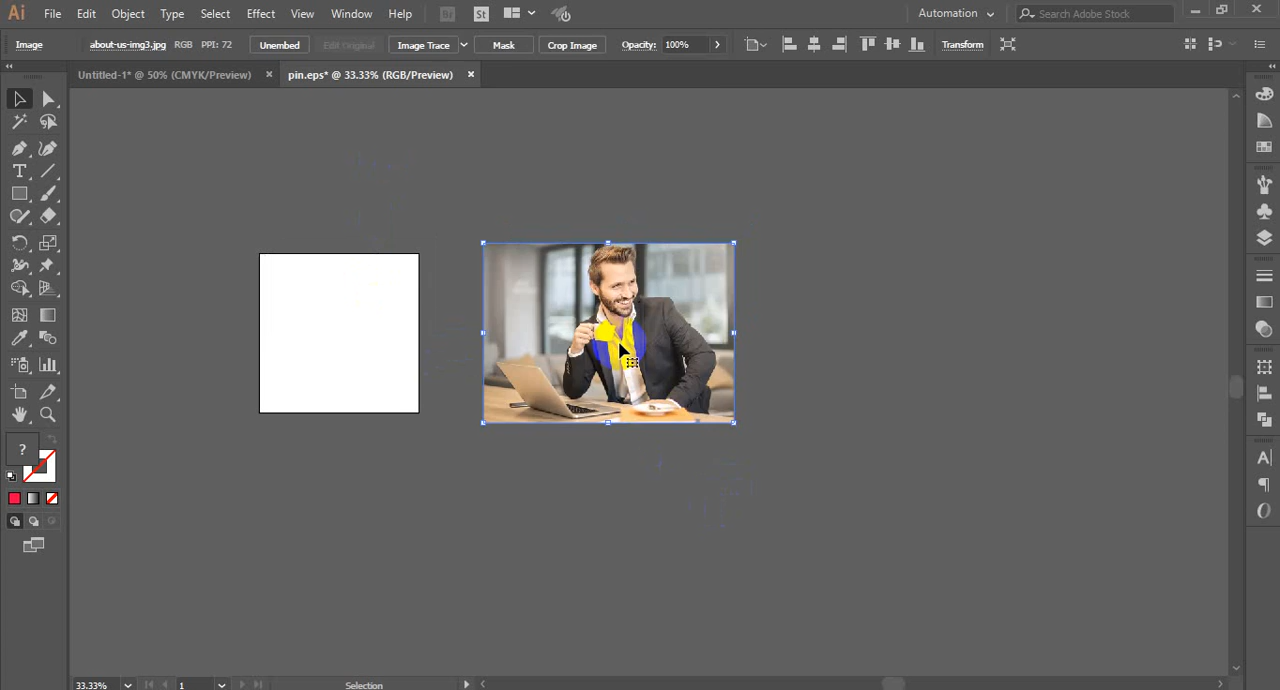 Ai File Edit Object Type Select Effect View Window Help Br St Automation Search Adobe Stock
Image about-us-img3.jpg RGB PPI: 72 Unembed Edit Original Image Trace Mask Crop Image Opacity: 100% Transform
Untitled-1* @ 50% (CMYK/Preview) × pin.eps* @ 33.33% (RGB/Preview) ×
T
?
A
33.33% 1 Selection